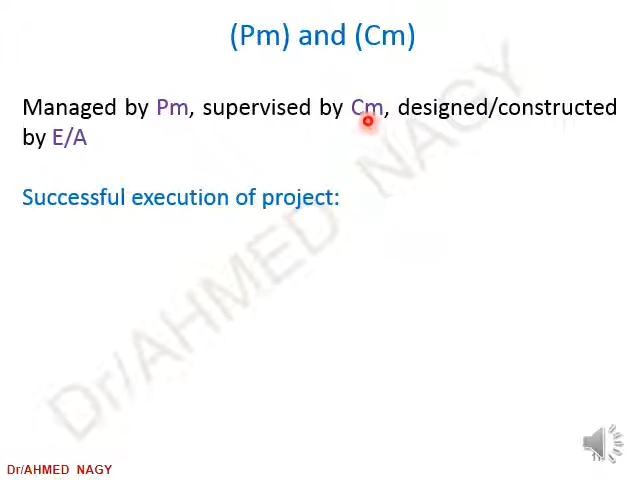 (Pm) and (Cm)
Managed by Pm, supervised by Cm, designed/constructed
by E/A
Successful execution of project:
Dr/AHMED NAGY
Dr/AHMED NAGY